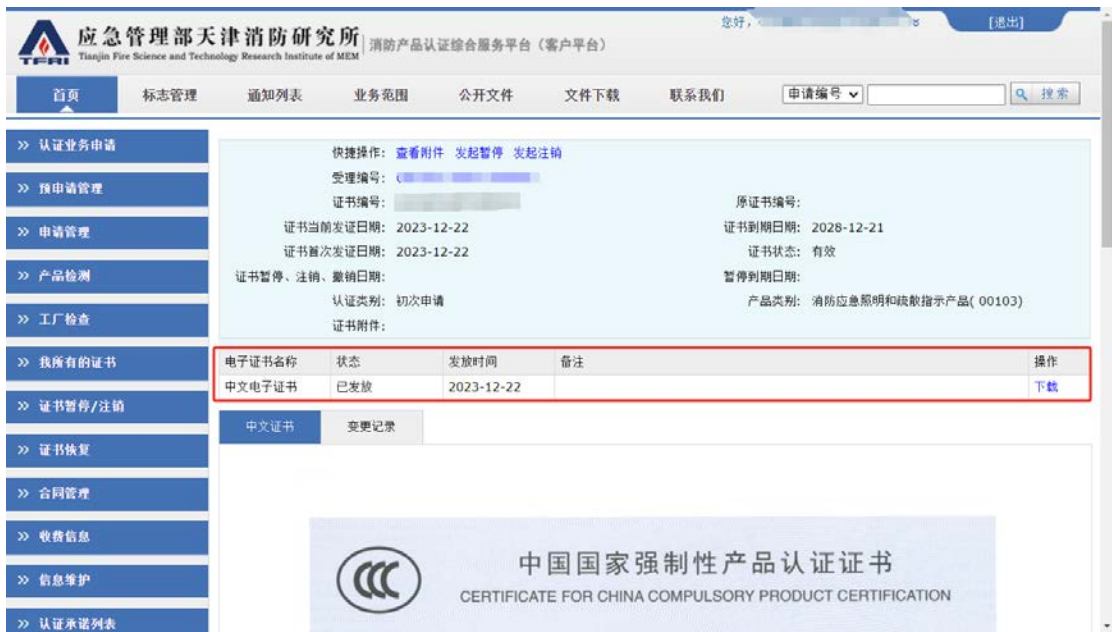 应急管理部天津消防研究所 消防产品认证综合服务平台（客户平台）
Tianjin Fire Science and Technology Research Institute of MEM
TFRI
您好，
[退出]
首页 标志管理 通知列表 业务范围 公开文件 文件下载 联系我们 申请编号 搜索
» 认证业务申请
» 预申请管理
» 申请管理
» 产品检测
» 工厂检查
» 我所有的证书
» 证书暂停/注销
» 证书恢复
» 合同管理
» 收费信息
» 信息维护
» 认证承诺列表
快捷操作: 查看附件 发起暂停 发起注销
受理编号:
证书编号: 原证书编号:
证书当前发证日期: 2023-12-22 证书到期日期: 2028-12-21
证书首次发证日期: 2023-12-22 证书状态: 有效
证书暂停、注销、撤销日期: 暂停到期日期:
认证类别: 初次申请 产品类别: 消防应急照明和疏散指示产品( 00103)
证书附件:
电子证书名称 状态 发放时间 备注 操作
中文电子证书 已发放 2023-12-22 下载
中文证书 变更记录
CCC
中国国家强制性产品认证证书
CERTIFICATE FOR CHINA COMPULSORY PRODUCT CERTIFICATION